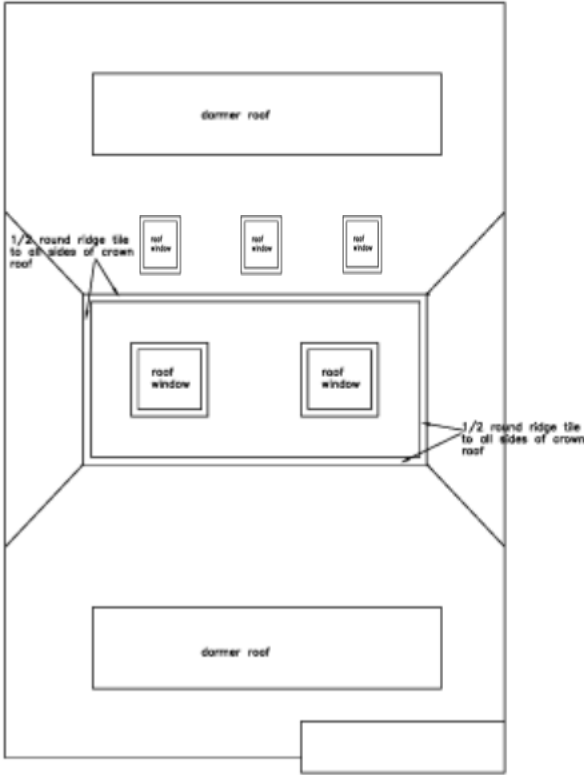 dormer roof
1/2 round ridge tile
to all sides of crown
roof
roof
window
roof
window
roof
window
roof
window
roof
window
1/2 round ridge tile
to all sides of crown
roof
dormer roof